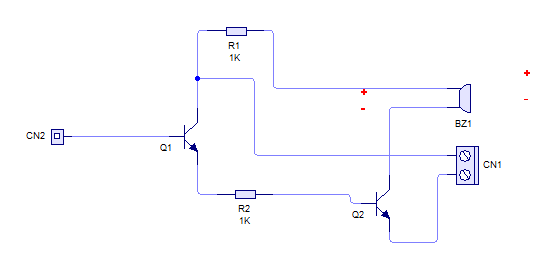 R1
1K
+
+
-
-
BZ1
CN2
Q1
CN1
R2
1K
Q2